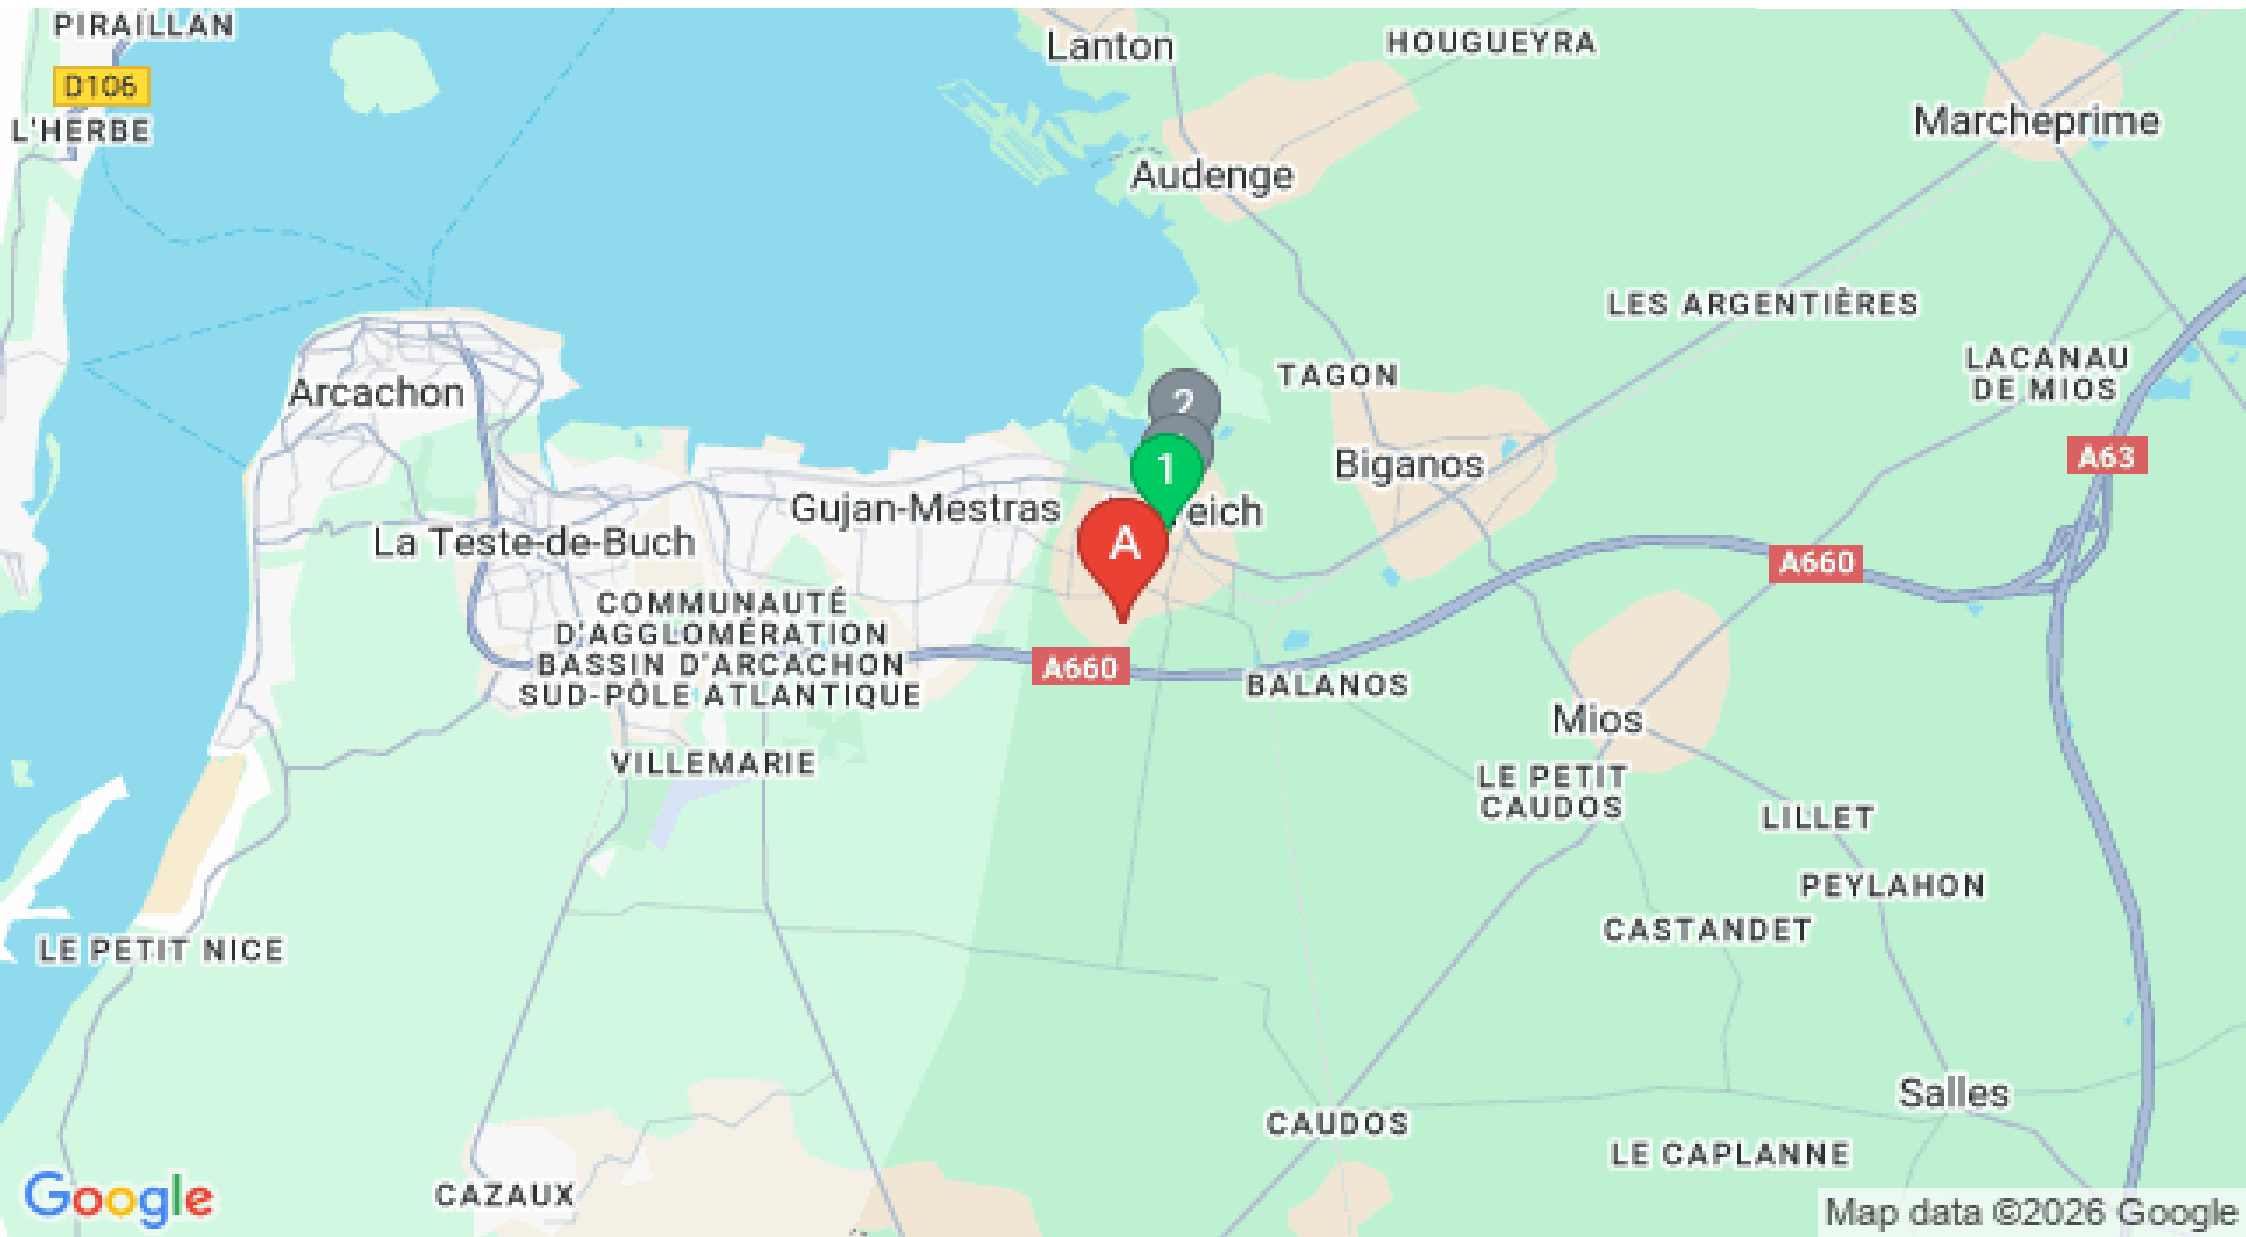 PIRAILLAN
Lanton
HOUGUEYRA
D106
L'HERBE
Marcheprime
Audenge
LES ARGENTIÈRES
TAGON
LACANAU
DE MIOS
Arcachon
2
1
Biganos
A63
Gujan-Mestras
eich
La Teste-de-Buch
A
A660
COMMUNAUTÉ
D'AGGLOMÉRATION
BASSIN D'ARCACHON
SUD-PÔLE ATLANTIQUE
A660
BALANOS
Mios
VILLEMARIE
LE PETIT
CAUDOS
LILLET
PEYLAHON
CASTANDET
LE PETIT NICE
Salles
CAUDOS
LE CAPLANNE
CAZAUX
Google
Map data ©2026 Google